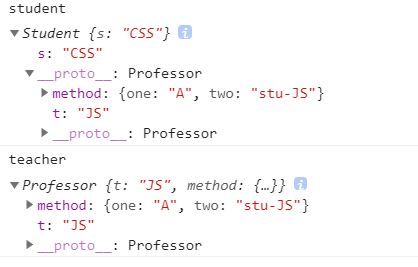 student
Student {s: "CSS"} i
s: "CSS"
__proto__: Professor
method: {one: "A", two: "stu-JS"}
t: "JS"
__proto__: Professor
teacher
Professor {t: "JS", method: {…}} i
method: {one: "A", two: "stu-JS"}
t: "JS"
__proto__: Professor